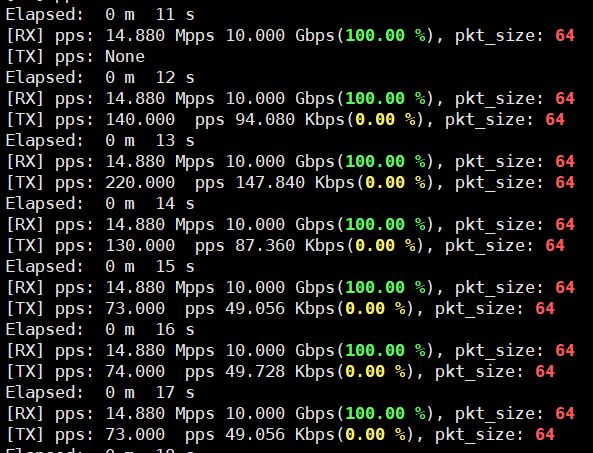 Elapsed:  0 m  11 s
[RX] pps: 14.880 Mpps 10.000 Gbps(100.00 %), pkt_size: 64
[TX] pps: None
Elapsed:  0 m  12 s
[RX] pps: 14.880 Mpps 10.000 Gbps(100.00 %), pkt_size: 64
[TX] pps: 140.000  pps 94.080 Kbps(0.00 %), pkt_size: 64
Elapsed:  0 m  13 s
[RX] pps: 14.880 Mpps 10.000 Gbps(100.00 %), pkt_size: 64
[TX] pps: 220.000  pps 147.840 Kbps(0.00 %), pkt_size: 64
Elapsed:  0 m  14 s
[RX] pps: 14.880 Mpps 10.000 Gbps(100.00 %), pkt_size: 64
[TX] pps: 130.000  pps 87.360 Kbps(0.00 %), pkt_size: 64
Elapsed:  0 m  15 s
[RX] pps: 14.880 Mpps 10.000 Gbps(100.00 %), pkt_size: 64
[TX] pps: 73.000  pps 49.056 Kbps(0.00 %), pkt_size: 64
Elapsed:  0 m  16 s
[RX] pps: 14.880 Mpps 10.000 Gbps(100.00 %), pkt_size: 64
[TX] pps: 74.000  pps 49.728 Kbps(0.00 %), pkt_size: 64
Elapsed:  0 m  17 s
[RX] pps: 14.880 Mpps 10.000 Gbps(100.00 %), pkt_size: 64
[TX] pps: 73.000  pps 49.056 Kbps(0.00 %), pkt_size: 64
Elapsed:  0 m  18 s